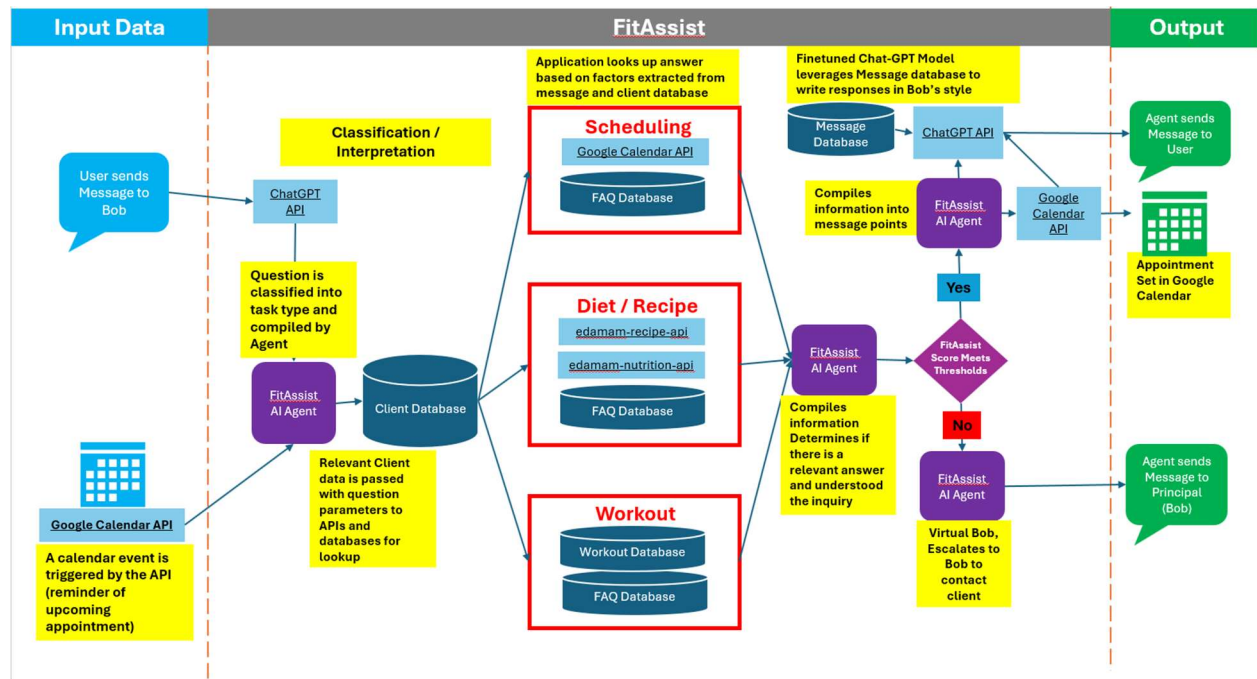 Input Data
FitAssist
Output
User sends
Message to
Bob
Google Calendar API
A calendar event is
triggered by the API
(reminder of
upcoming
appointment)
Classification /
Interpretation
ChatGPT
API
Question is
classified into
task type and
compiled by
Agent
FitAssist
AI Agent
Client Database
Relevant Client
data is passed
with question
parameters to
APIs and
databases for
lookup
Application looks up answer
based on factors extracted from
message and client database
Scheduling
Google Calendar API
FAQ Database
Diet / Recipe
edamam-recipe-api
edamam-nutrition-api
FAQ Database
Workout
Workout Database
FAQ Database
FitAssist
AI Agent
Compiles
information
Determines if
there is a
relevant answer
and understood
the inquiry
Finetuned Chat-GPT Model
leverages Message database to
write responses in Bob's style
Message
Database
ChatGPT API
Compiles
information into
message points
FitAssist
AI Agent
Google
Calendar
API
Yes
FitAssist
Score Meets
Thresholds
No
FitAssist
AI Agent
Virtual Bob,
Escalates to
Bob to
contact
client
Agent sends
Message to
User
Appointment
Set in Google
Calendar
Agent sends
Message to
Principal
(Bob)